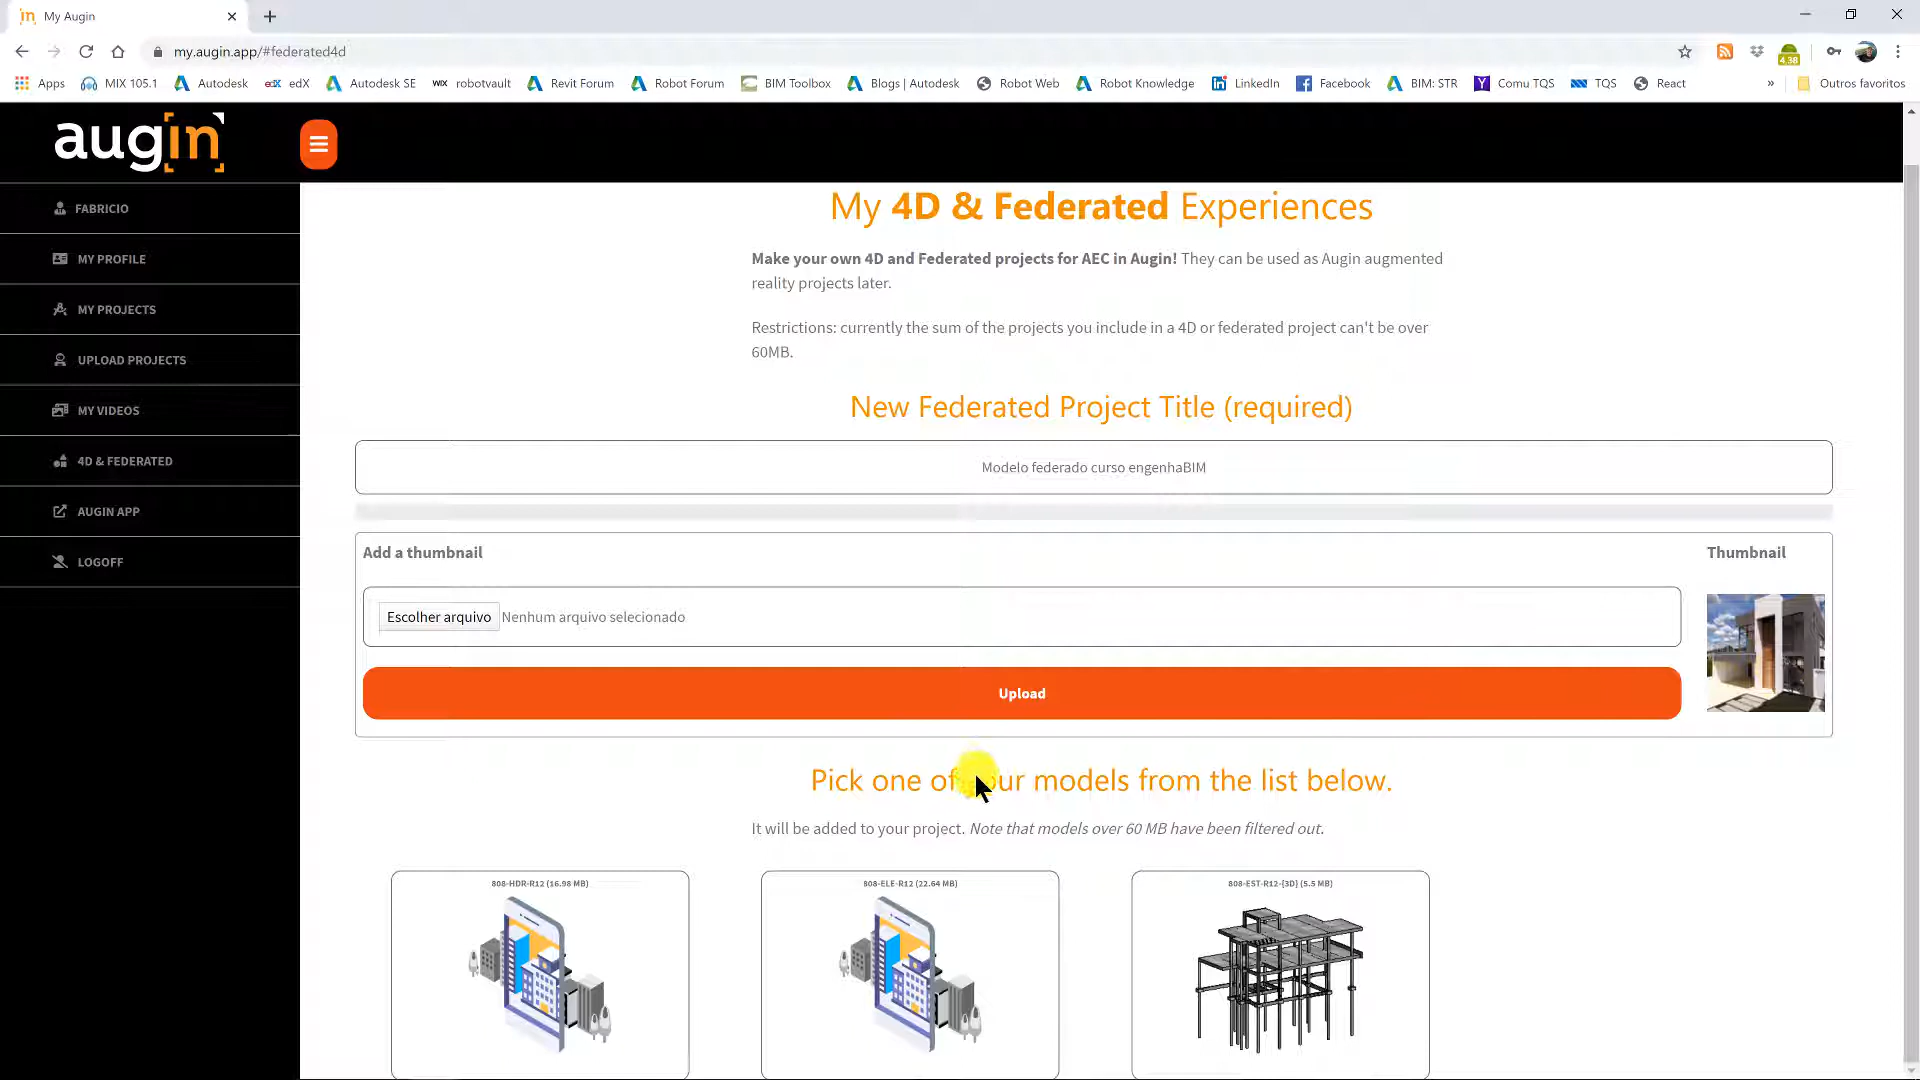 My Augin
my.augin.app/#federated4d
4.38
Apps
MIX 105.1
Autodesk
edX
Autodesk SE
robotvault
Revit Forum
Robot Forum
BIM Toolbox
Blogs | Autodesk
Robot Web
Robot Knowledge
LinkedIn
Facebook
BIM: STR
Comu TQS
TQS
React
»
Outros favoritos
augin
FABRICIO
MY PROFILE
MY PROJECTS
UPLOAD PROJECTS
MY VIDEOS
4D & FEDERATED
AUGIN APP
LOGOFF
My 4D & Federated Experiences
Make your own 4D and Federated projects for AEC in Augin! They can be used as Augin augmented
reality projects later.
Restrictions: currently the sum of the projects you include in a 4D or federated project can't be over
60MB.
New Federated Project Title (required)
Modelo federado curso engenhaBIM
Add a thumbnail
Thumbnail
Escolher arquivo Nenhum arquivo selecionado
Upload
Pick one of your models from the list below.
It will be added to your project. Note that models over 60 MB have been filtered out.
808-HDR-R12 (16.98 MB)
808-ELE-R12 (22.64 MB)
808-EST-R12-{3D} (5.5 MB)